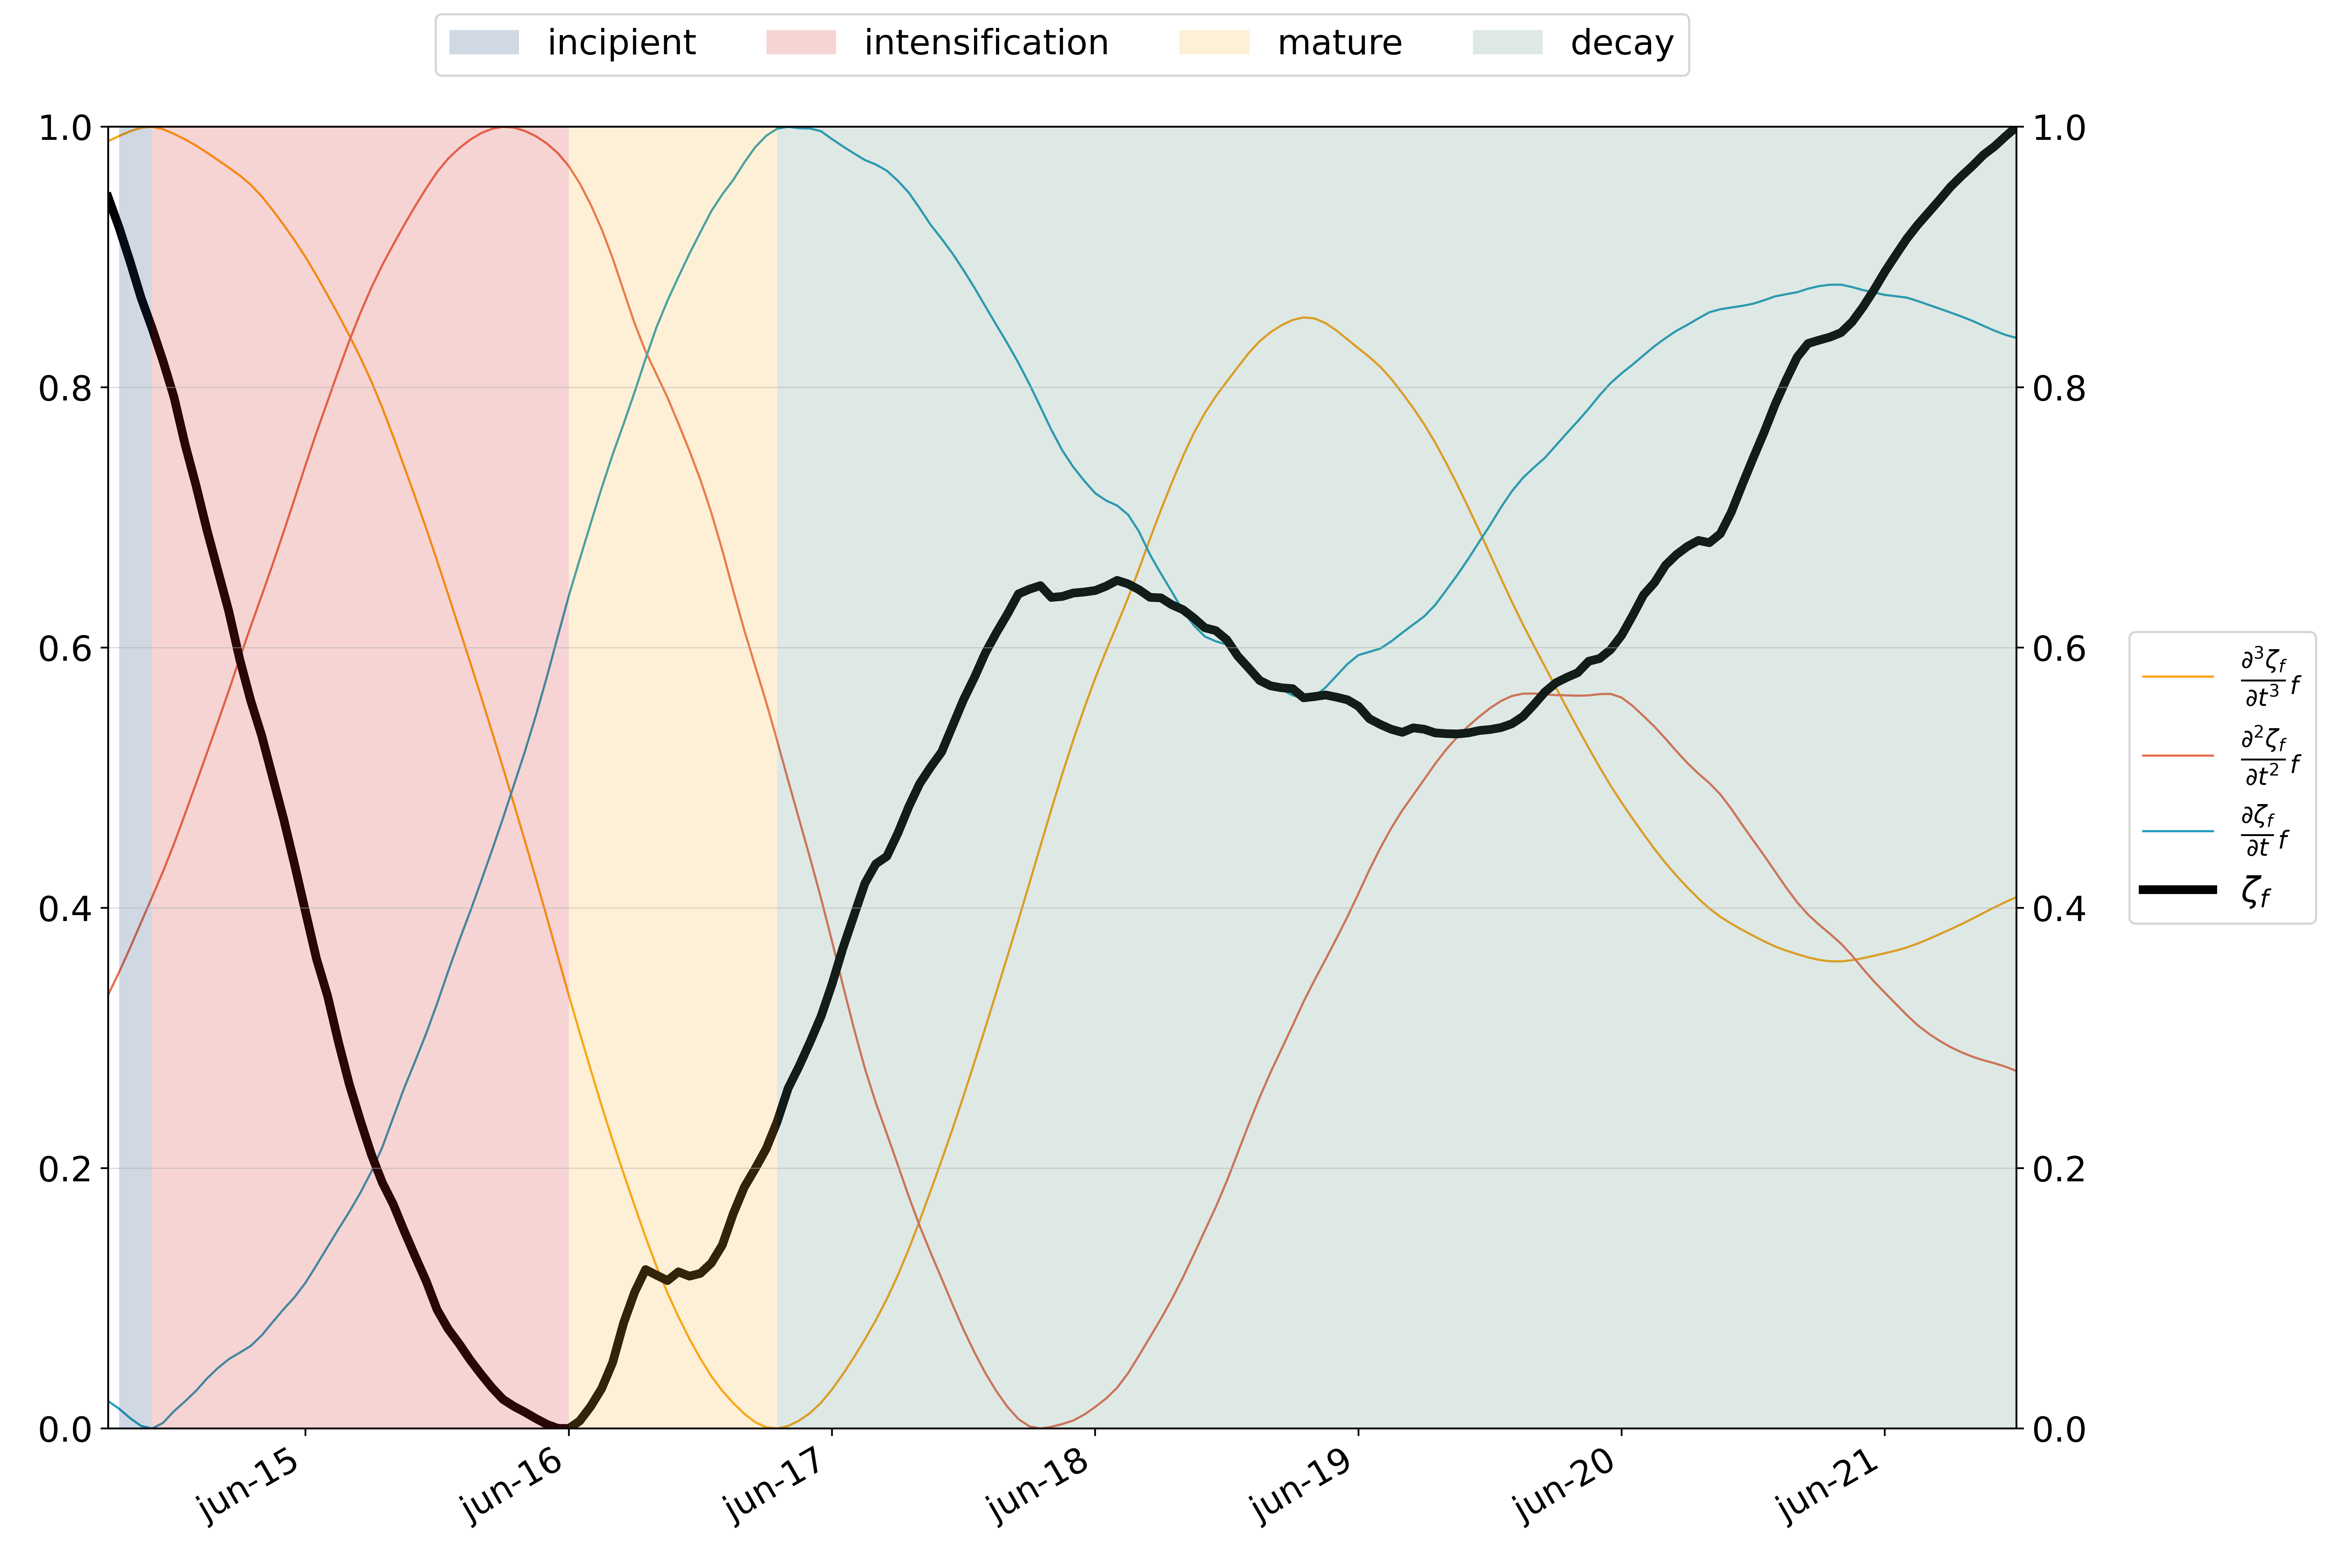 incipient intensification mature decay
1.0 1.0
0.8 0.8
0.6 0.6
0.4 0.4
0.2 0.2
0.0 0.0
jun-15 jun-16 jun-17 jun-18 jun-19 jun-20 jun-21
∂³ζf/∂t³ f
∂²ζf/∂t² f
∂ζf/∂t f
ζf